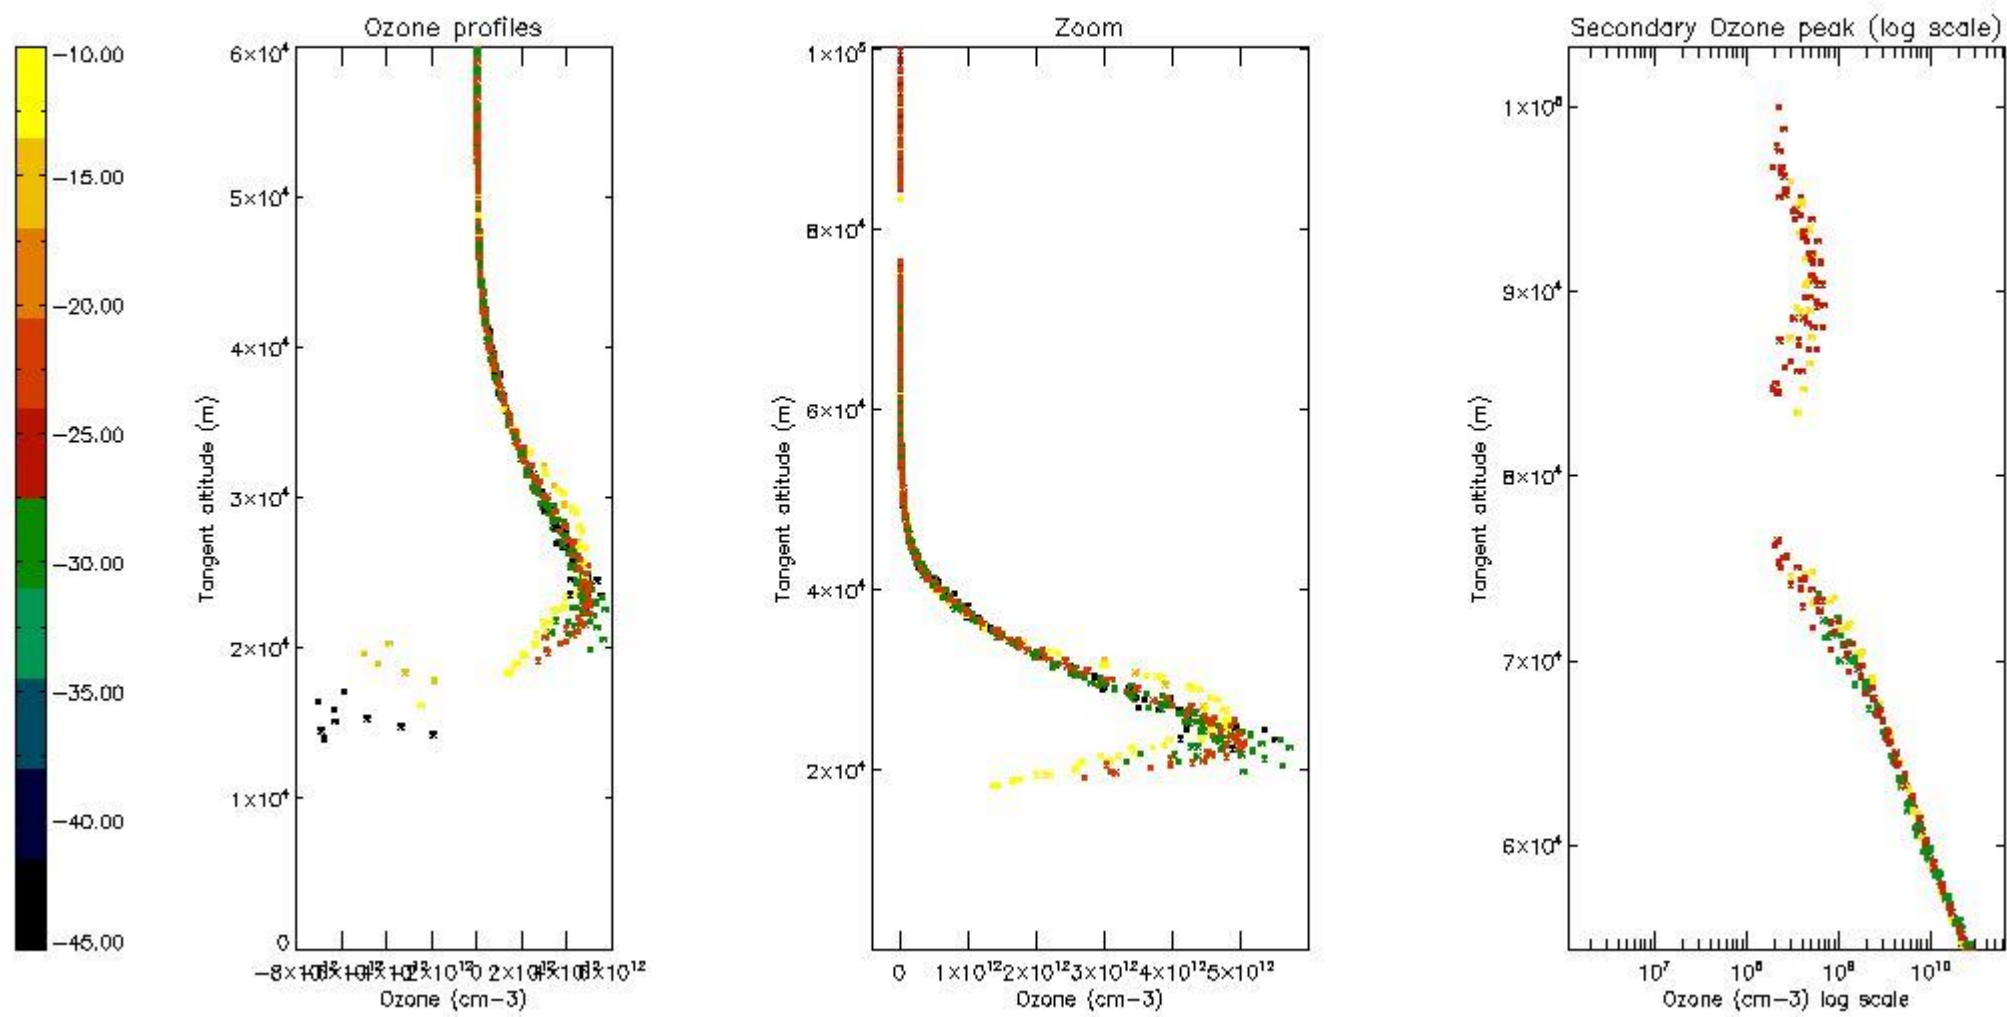 Ozone profiles
Zoom
Secondary Ozone peak (log scale)
−10.00
−15.00
−20.00
−25.00
−30.00
−35.00
−40.00
−45.00
6×10⁴
5×10⁴
4×10⁴
3×10⁴
2×10⁴
1×10⁴
0
Tangent altitude (m)
2×10¹² 6×10¹²
Ozone (cm−3)
1×10⁵
8×10⁴
6×10⁴
4×10⁴
2×10⁴
Tangent altitude (m)
0 1×10¹² 2×10¹² 3×10¹² 4×10¹² 5×10¹²
Ozone (cm−3)
9×10⁴
8×10⁴
7×10⁴
6×10⁴
Tangent altitude (m)
10⁷ 10⁸ 10⁹ 10¹⁰
Ozone (cm−3) log scale